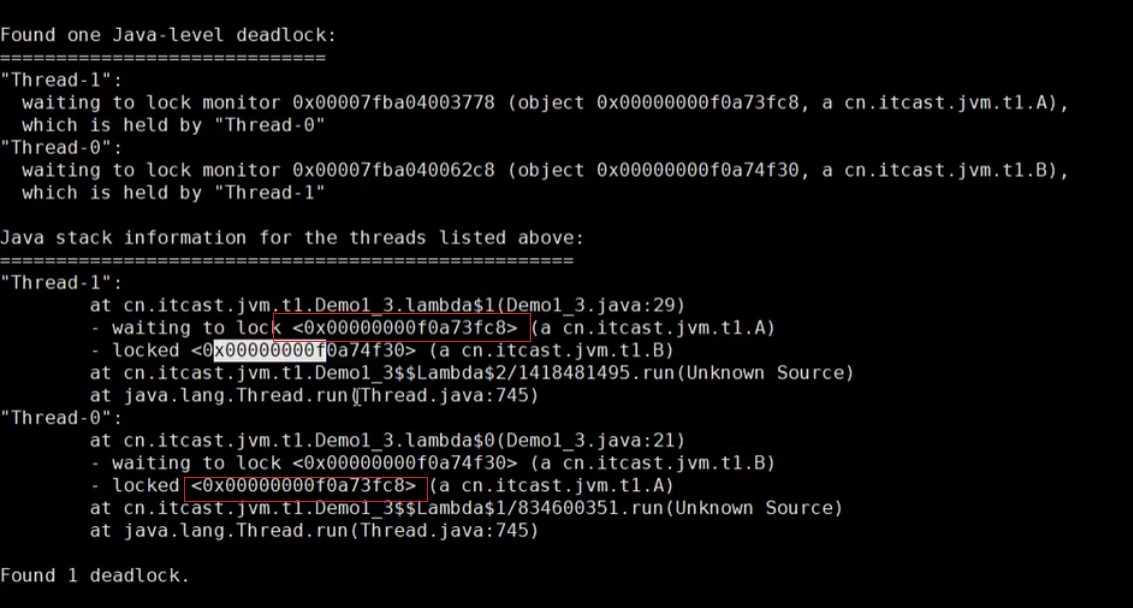 Found one Java-level deadlock:
=============================
"Thread-1":
  waiting to lock monitor 0x00007fba04003778 (object 0x00000000f0a73fc8, a cn.itcast.jvm.t1.A),
  which is held by "Thread-0"
"Thread-0":
  waiting to lock monitor 0x00007fba040062c8 (object 0x00000000f0a74f30, a cn.itcast.jvm.t1.B),
  which is held by "Thread-1"
Java stack information for the threads listed above:
===================================================
"Thread-1":
        at cn.itcast.jvm.t1.Demo1_3.lambda$1(Demo1_3.java:29)
        - waiting to lock <0x00000000f0a73fc8> (a cn.itcast.jvm.t1.A)
        - locked <0x00000000f0a74f30> (a cn.itcast.jvm.t1.B)
        at cn.itcast.jvm.t1.Demo1_3$$Lambda$2/1418481495.run(Unknown Source)
        at java.lang.Thread.run(Thread.java:745)
"Thread-0":
        at cn.itcast.jvm.t1.Demo1_3.lambda$0(Demo1_3.java:21)
        - waiting to lock <0x00000000f0a74f30> (a cn.itcast.jvm.t1.B)
        - locked <0x00000000f0a73fc8> (a cn.itcast.jvm.t1.A)
        at cn.itcast.jvm.t1.Demo1_3$$Lambda$1/834600351.run(Unknown Source)
        at java.lang.Thread.run(Thread.java:745)
Found 1 deadlock.